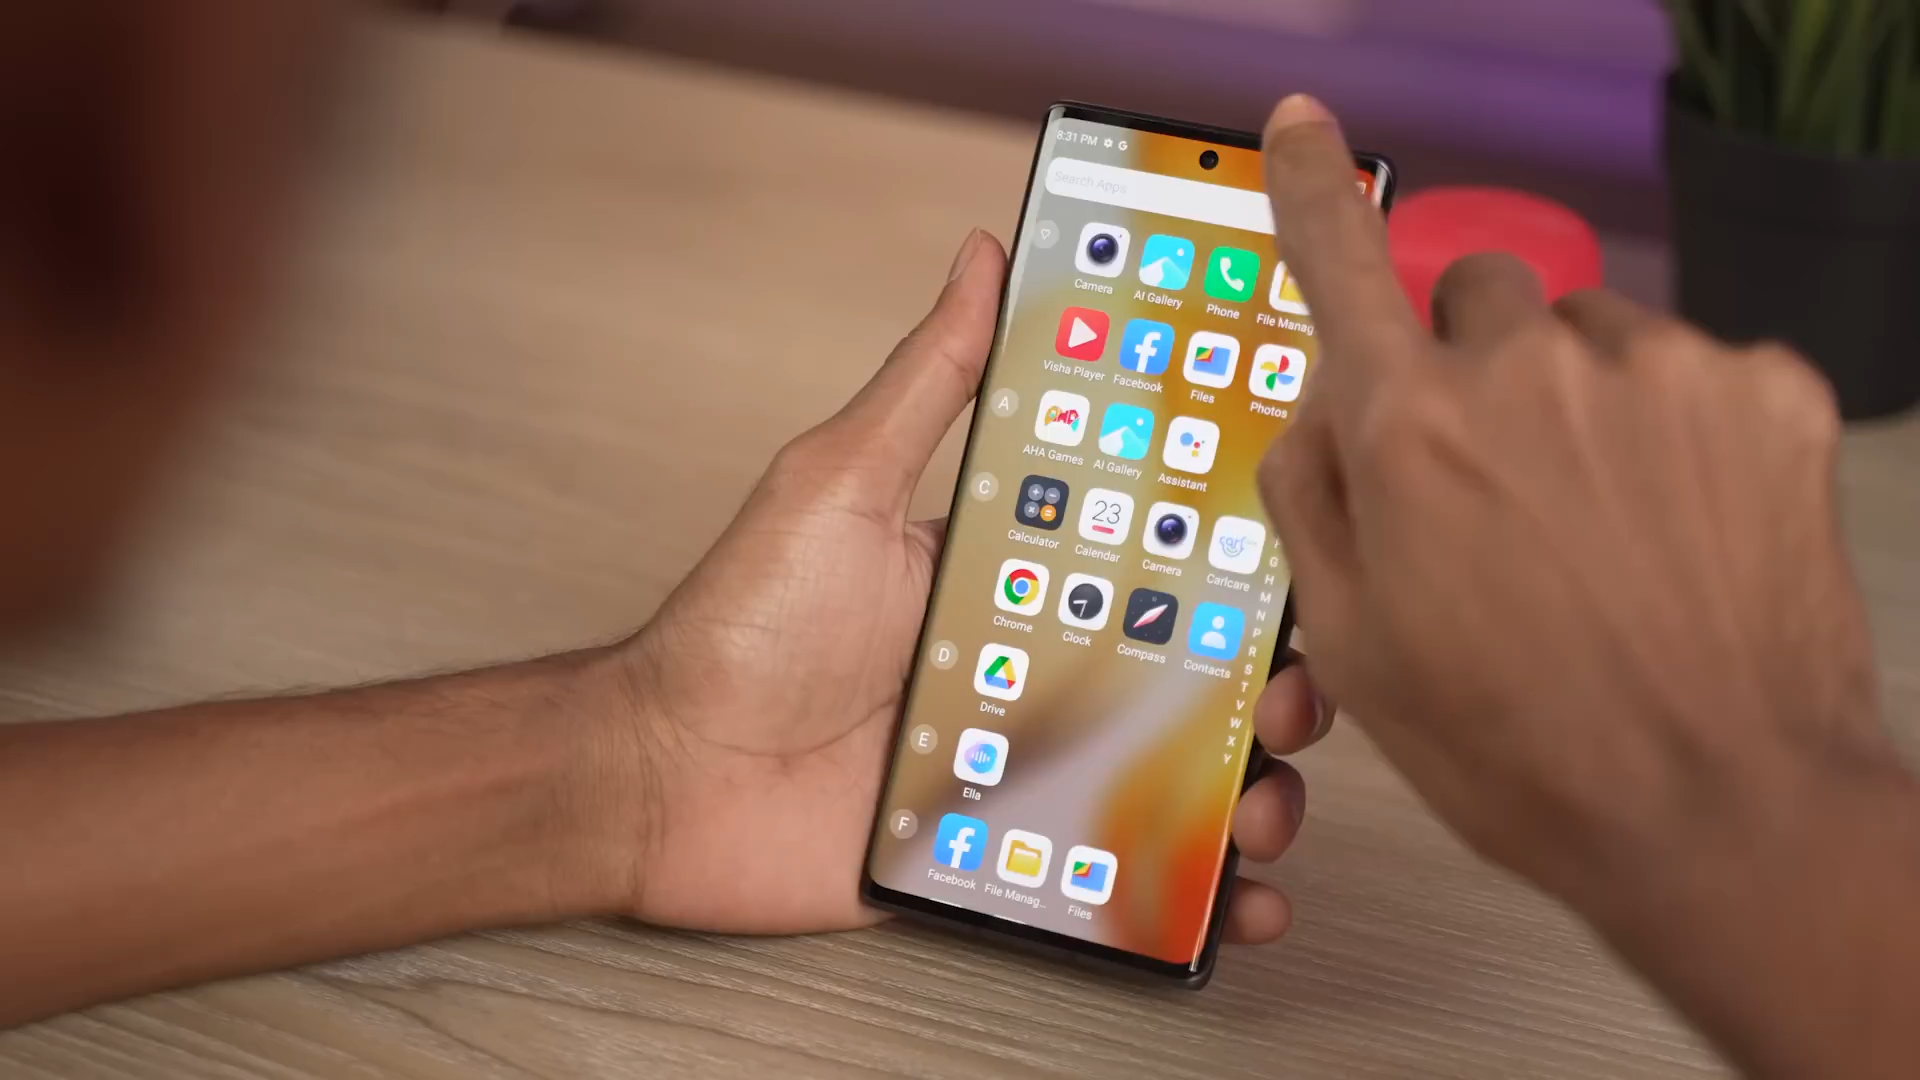 8:31 PM G
Search Apps
Camera AI Gallery Phone File Manag
Visha Player Facebook Files Photos
A
AHA Games AI Gallery Assistant
C
23
Calculator Calendar Camera Carlcare
Chrome Clock Compass Contacts
D
Drive
E
Ella
F
Facebook File Manag... Files
G
H
M
N
P
R
S
T
V
W
X
Y